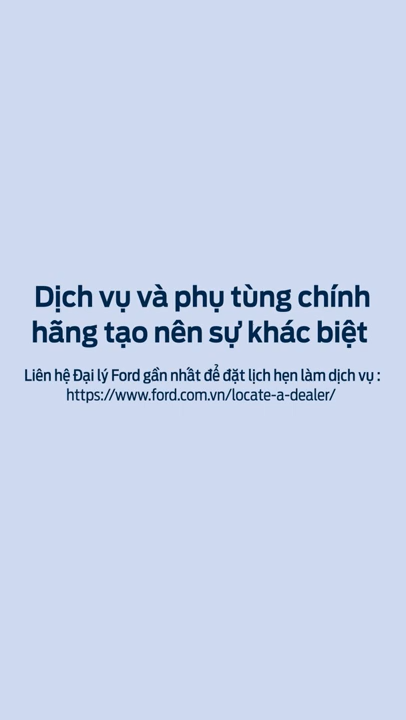 Dịch vụ và phụ tùng chính
hãng tạo nên sự khác biệt
Liên hệ Đại lý Ford gần nhất để đặt lịch hẹn làm dịch vụ :
https://www.ford.com.vn/locate-a-dealer/